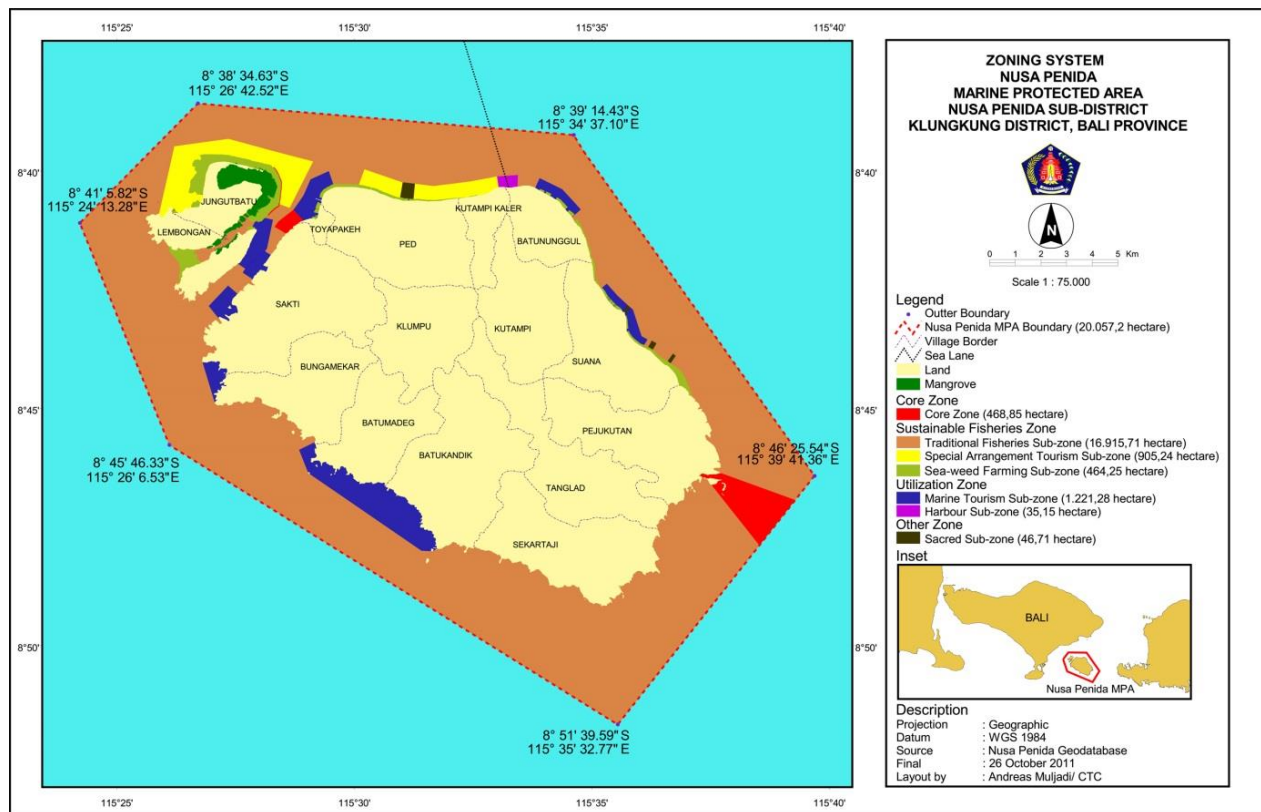 115°25'
115°30'
115°35'
115°40'
8° 38' 34.63" S
115° 26' 42.52" E
8° 39' 14.43" S
115° 34' 37.10" E
8°40'
8°40'
8° 41' 5.82" S
115° 24' 13.28" E
JUNGUTBATU
LEMBONGAN
TOYAPAKEH
PED
KUTAMPI KALER
BATUNUNGGUL
SAKTI
KLUMPU
KUTAMPI
SUANA
BUNGAMEKAR
BATUMADEG
BATUKANDIK
PEJUKUTAN
TANGLAD
SEKARTAJI
8°45'
8°45'
8° 45' 46.33" S
115° 26' 6.53" E
8° 46' 25.54" S
115° 39' 41.36" E
8°50'
8°50'
8° 51' 39.59" S
115° 35' 32.77" E
115°25'
115°30'
115°35'
115°40'
ZONING SYSTEM
NUSA PENIDA
MARINE PROTECTED AREA
NUSA PENIDA SUB-DISTRICT
KLUNGKUNG DISTRICT, BALI PROVINCE
N
0 1 2 3 4 5 Km
Scale 1 : 75.000
Legend
Outter Boundary
Nusa Penida MPA Boundary (20.057,2 hectare)
Village Border
Sea Lane
Land
Mangrove
Core Zone
Core Zone (468,85 hectare)
Sustainable Fisheries Zone
Traditional Fisheries Sub-zone (16.915,71 hectare)
Special Arrangement Tourism Sub-zone (905,24 hectare)
Sea-weed Farming Sub-zone (464,25 hectare)
Utilization Zone
Marine Tourism Sub-zone (1.221,28 hectare)
Harbour Sub-zone (35,15 hectare)
Other Zone
Sacred Sub-zone (46,71 hectare)
Inset
BALI
Nusa Penida MPA
Description
Projection : Geographic
Datum : WGS 1984
Source : Nusa Penida Geodatabase
Final : 26 October 2011
Layout by : Andreas Muljadi/ CTC